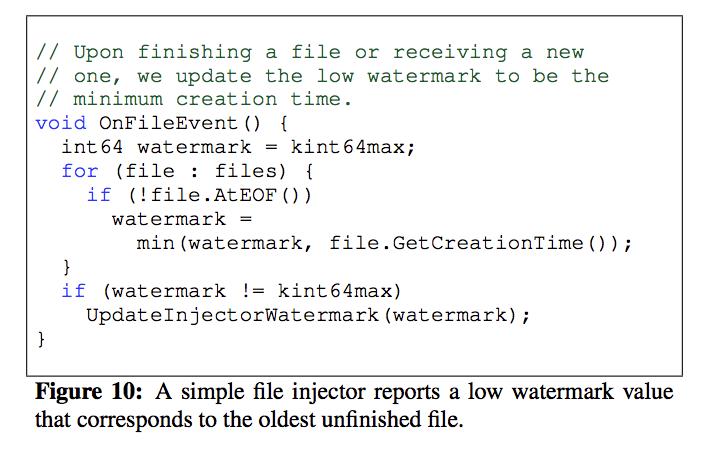 // Upon finishing a file or receiving a new
// one, we update the low watermark to be the
// minimum creation time.
void OnFileEvent() {
  int64 watermark = kint64max;
  for (file : files) {
    if (!file.AtEOF())
      watermark =
        min(watermark, file.GetCreationTime());
  }
  if (watermark != kint64max)
    UpdateInjectorWatermark(watermark);
}
Figure 10: A simple file injector reports a low watermark value
that corresponds to the oldest unfinished file.